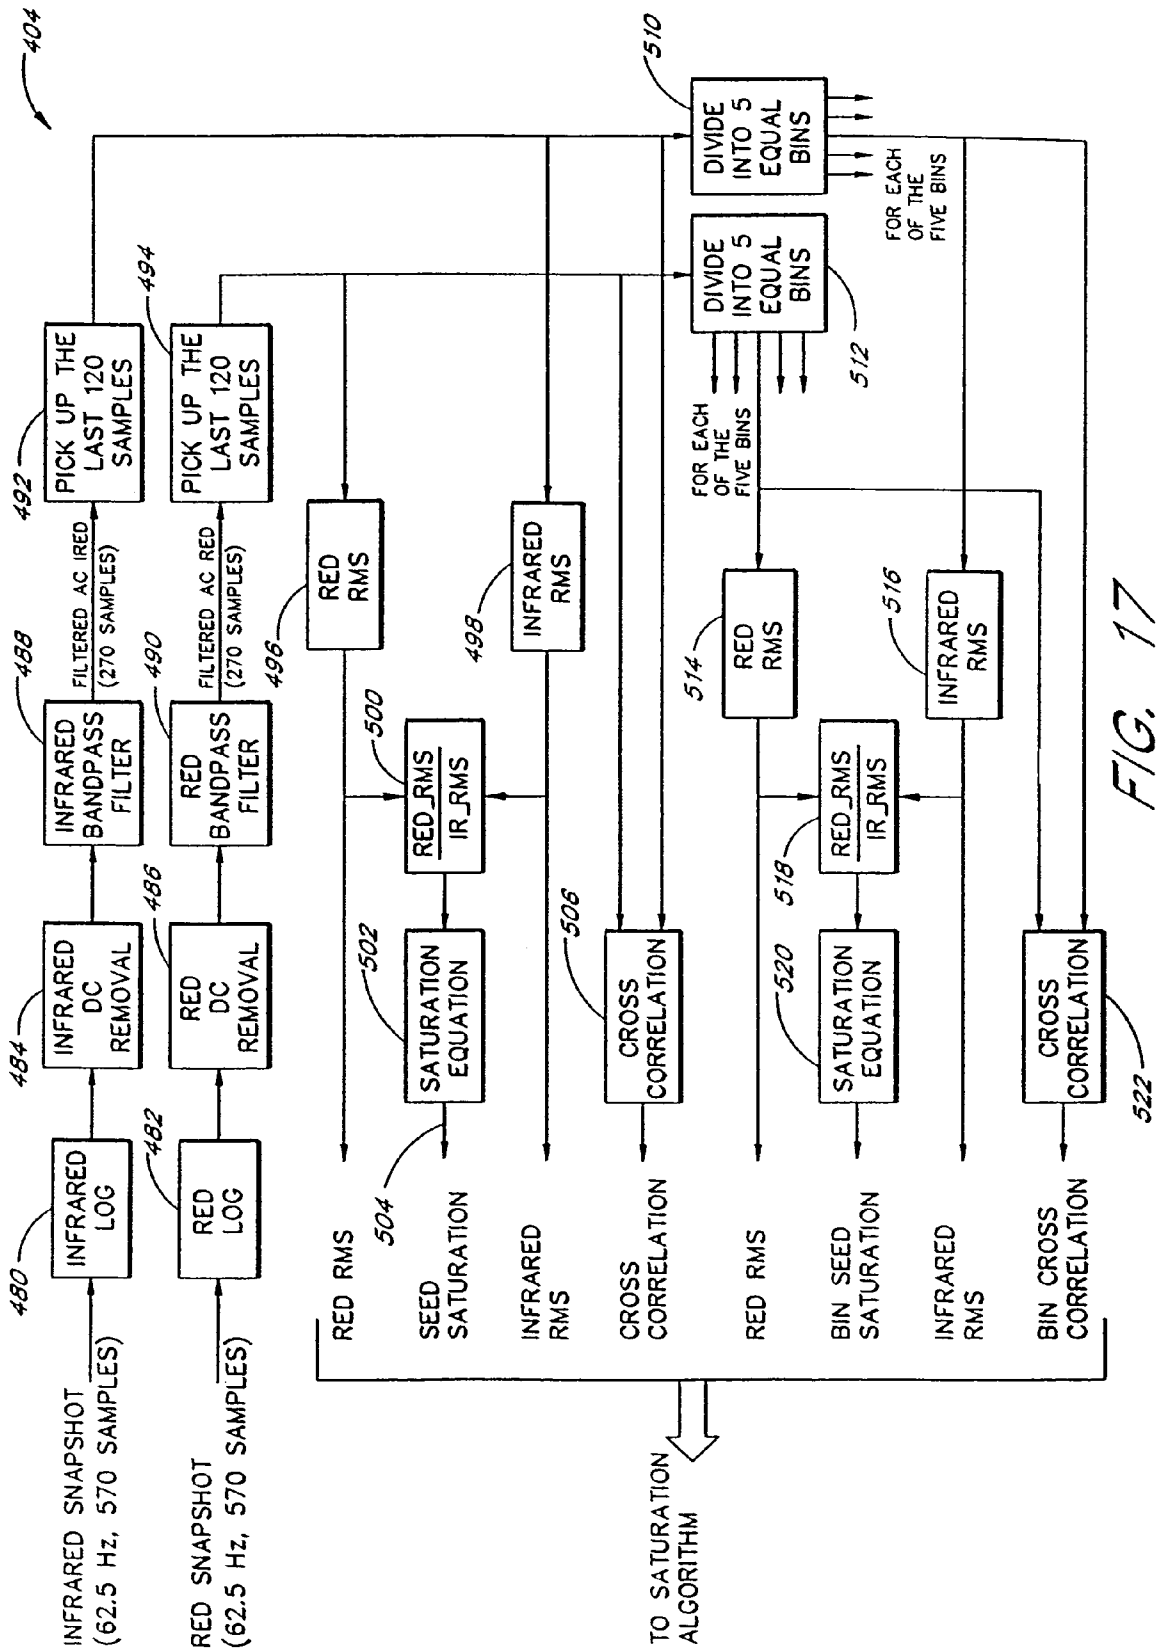 404
INFRARED SNAPSHOT
(62.5 Hz, 570 SAMPLES)
480
INFRARED
LOG
484
INFRARED
DC
REMOVAL
488
INFRARED
BANDPASS
FILTER
FILTERED AC IRED
(270 SAMPLES)
492
PICK UP THE
LAST 120
SAMPLES
RED SNAPSHOT
(62.5 Hz, 570 SAMPLES)
482
RED
LOG
486
RED
DC
REMOVAL
490
RED
BANDPASS
FILTER
FILTERED AC RED
(270 SAMPLES)
494
PICK UP THE
LAST 120
SAMPLES
RED RMS
496
RED
RMS
SEED
SATURATION
504
502
SATURATION
EQUATION
500
RED_RMS
IR_RMS
INFRARED
RMS
498
INFRARED
RMS
CROSS
CORRELATION
506
CROSS
CORRELATION
510
DIVIDE
INTO 5
EQUAL
BINS
FOR EACH
OF THE
FIVE BINS
512
DIVIDE
INTO 5
EQUAL
BINS
FOR EACH
OF THE
FIVE BINS
RED RMS
514
RED
RMS
BIN SEED
SATURATION
520
SATURATION
EQUATION
518
RED_RMS
IR_RMS
INFRARED
RMS
516
INFRARED
RMS
BIN CROSS
CORRELATION
522
CROSS
CORRELATION
TO SATURATION
ALGORITHM
FIG. 17